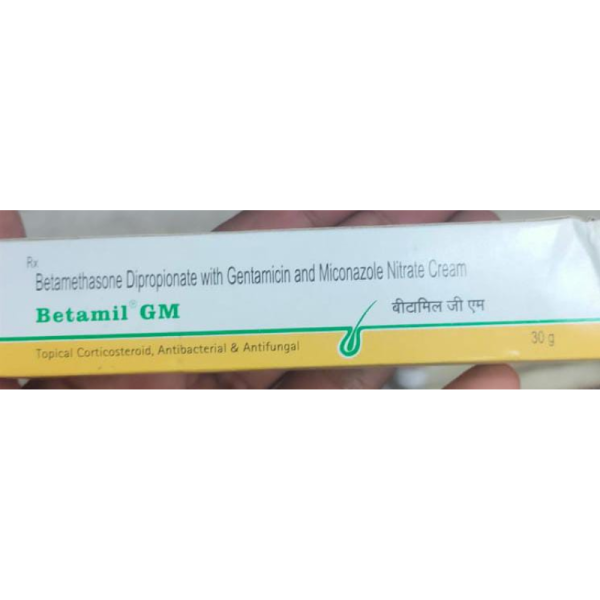 Rx
Betamethasone Dipropionate with Gentamicin and Miconazole Nitrate Cream
Betamil® GM
बीटामिल जी एम
Topical Corticosteroid, Antibacterial & Antifungal
30 g